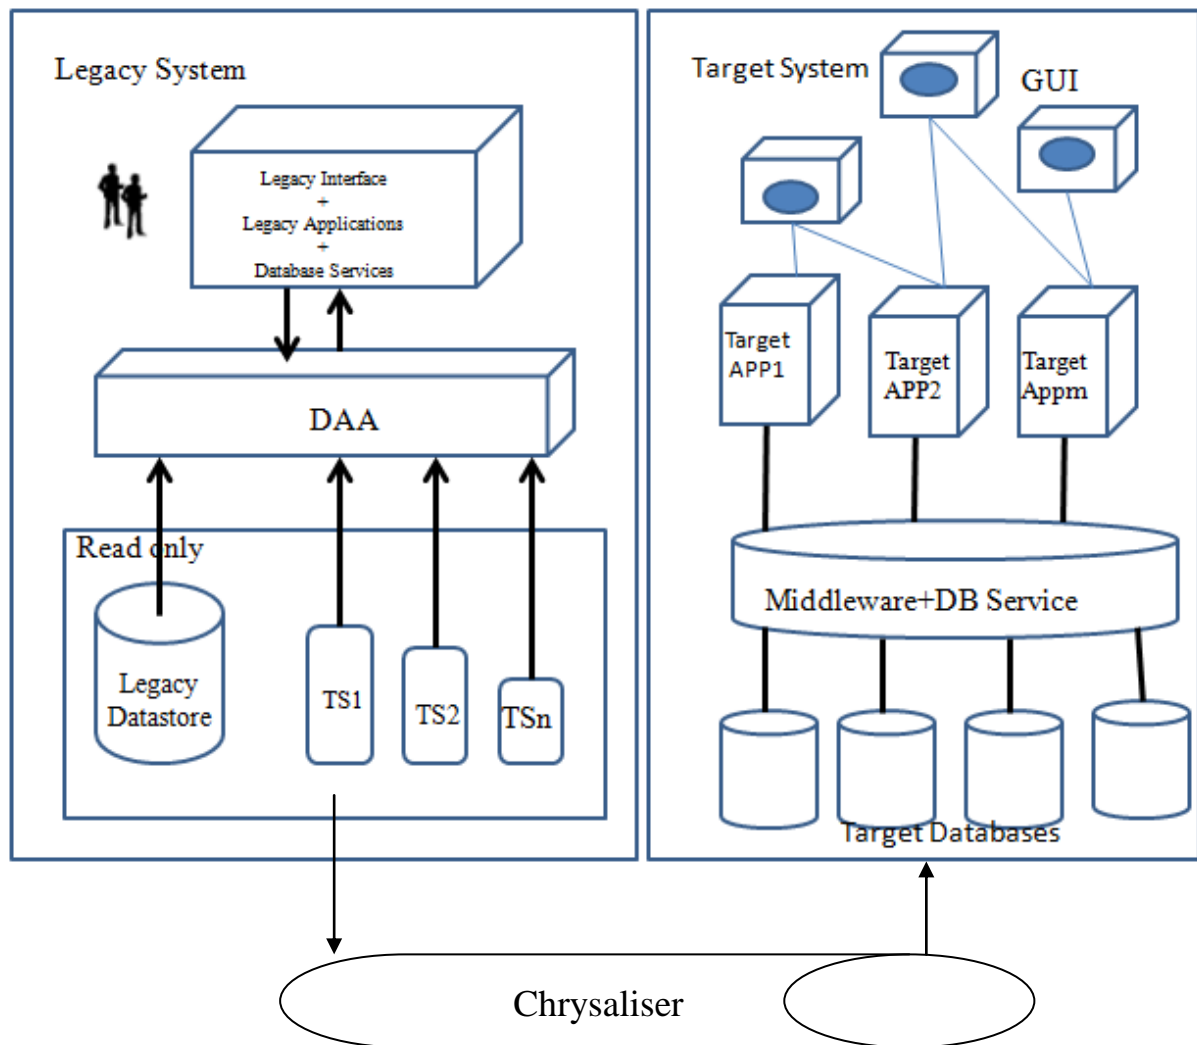 Legacy System
Legacy Interface
+
Legacy Applications
+
Database Services
DAA
Read only
Legacy
Datastore
TS1
TS2
TSn
Target System
GUI
Target
APP1
Target
APP2
Target
Appm
Middleware+DB Service
Target Databases
Chrysaliser